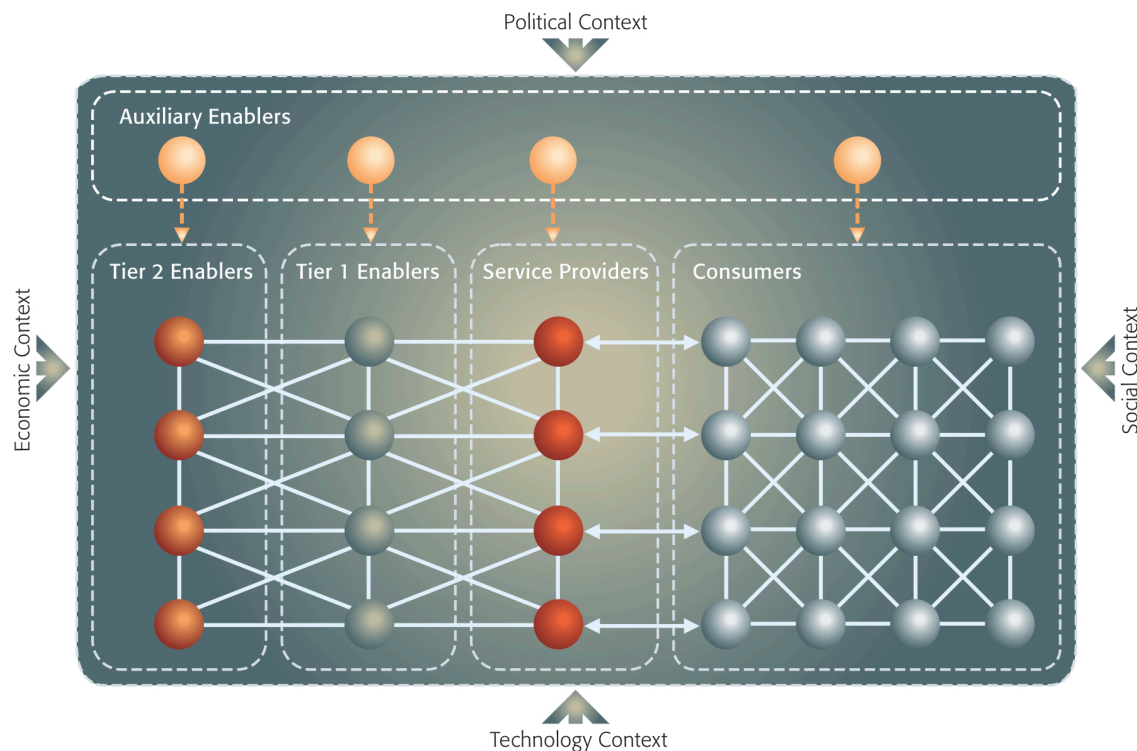 Political Context
Auxiliary Enablers
Tier 2 Enablers
Tier 1 Enablers
Service Providers
Consumers
Economic Context
Social Context
Technology Context